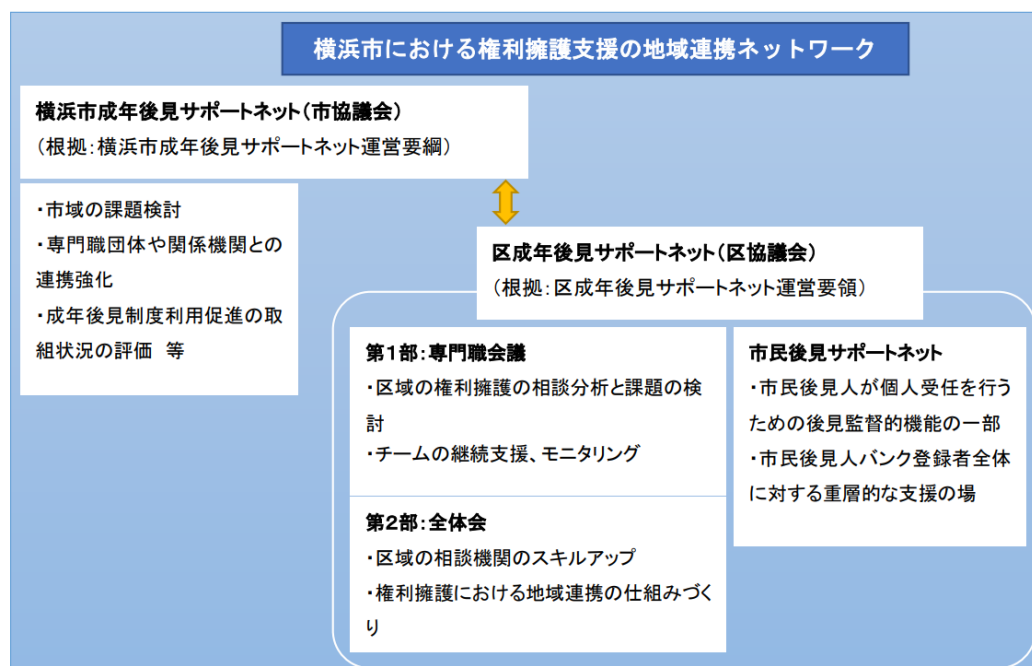 横浜市における権利擁護支援の地域連携ネットワーク
横浜市成年後見サポートネット(市協議会)
(根拠:横浜市成年後見サポートネット運営要綱)
・市域の課題検討
・専門職団体や関係機関との
連携強化
・成年後見制度利用促進の取
組状況の評価 等
区成年後見サポートネット(区協議会)
(根拠:区成年後見サポートネット運営要領)
第1部:専門職会議
・区域の権利擁護の相談分析と課題の検
討
・チームの継続支援、モニタリング
第2部:全体会
・区域の相談機関のスキルアップ
・権利擁護における地域連携の仕組みづく
り
市民後見サポートネット
・市民後見人が個人受任を行う
ための後見監督的機能の一部
・市民後見人バンク登録者全体
に対する重層的な支援の場